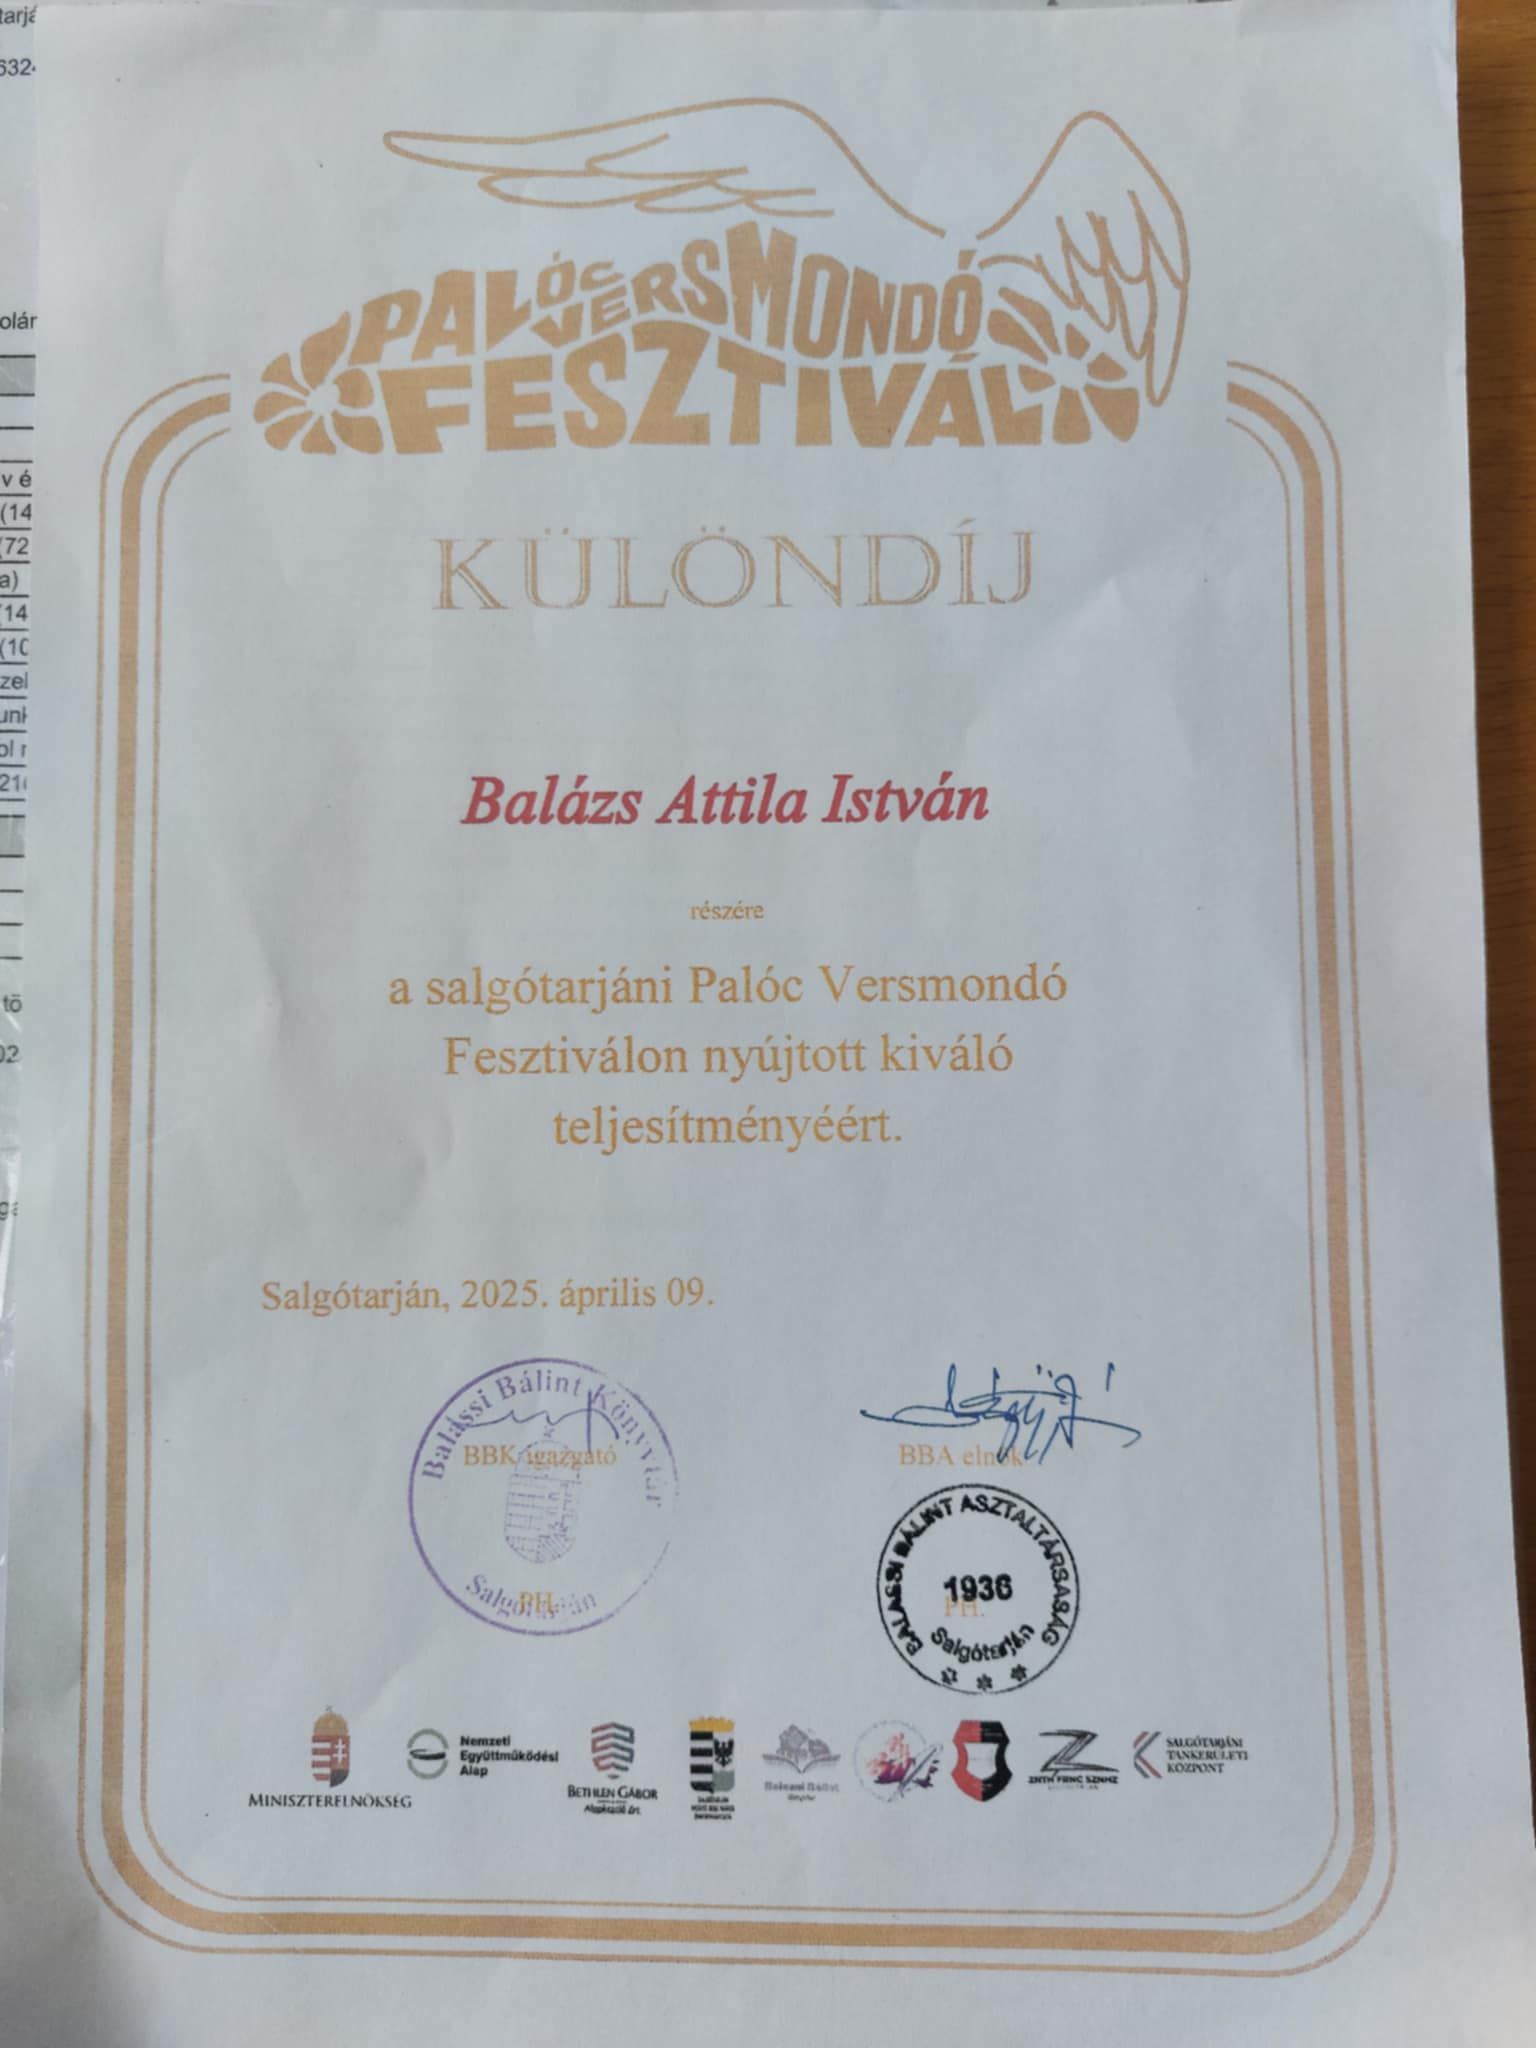 PALÓC
VERSMONDÓ
FESZTIVÁL
KÜLÖNDÍJ
Balázs Attila István
részére
a salgótarjáni Palóc Versmondó
Fesztiválon nyújtott kiváló
teljesítményéért.
Salgótarján, 2025. április 09.
Balassi Bálint Könyvtár
BBK igazgató
Salgótarján
PH.
BBA elnök
BALASSI BÁLINT ASZTALTÁRSASÁG
1936
PH.
Salgótarján
MINISZTERELNÖKSÉG
Nemzeti
Együttműködési
Alap
BETHLEN GÁBOR
Alapkezelő Zrt.
SALGÓTARJÁNI
TANKERÜLETI
KÖZPONT